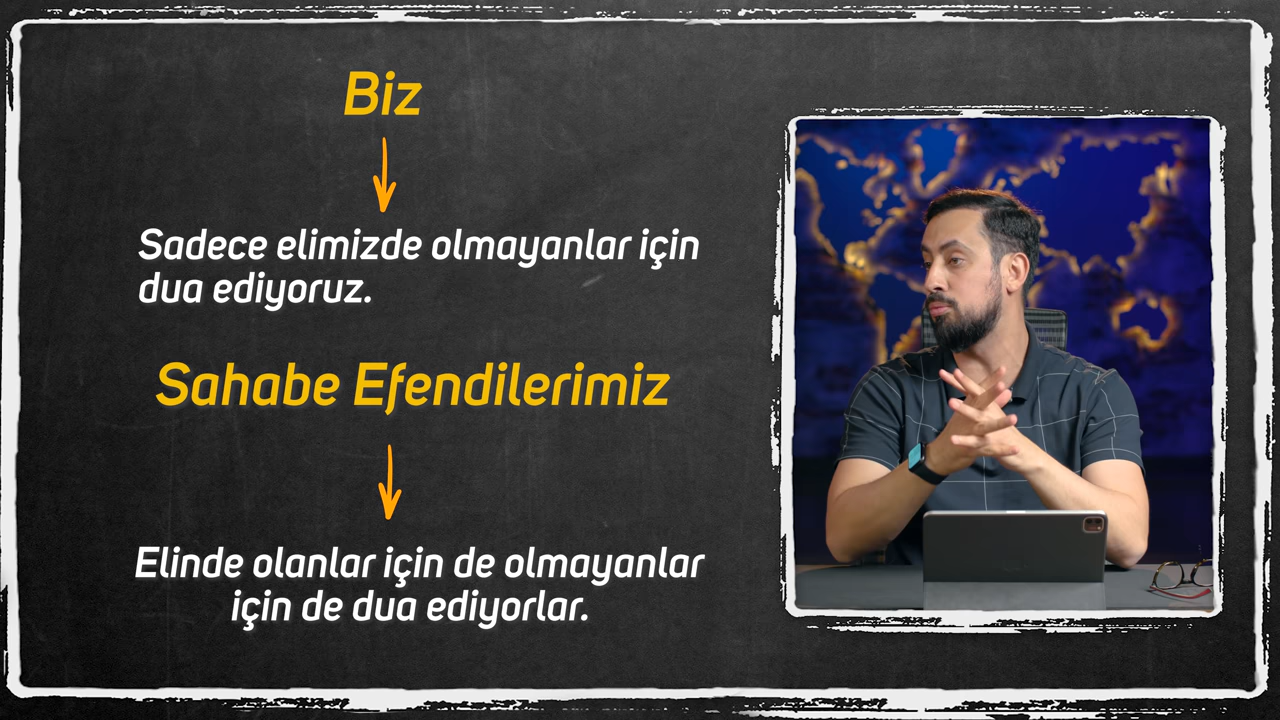 Biz
Sadece elimizde olmayanlar için
dua ediyoruz.
Sahabe Efendilerimiz
Elinde olanlar için de olmayanlar
için de dua ediyorlar.